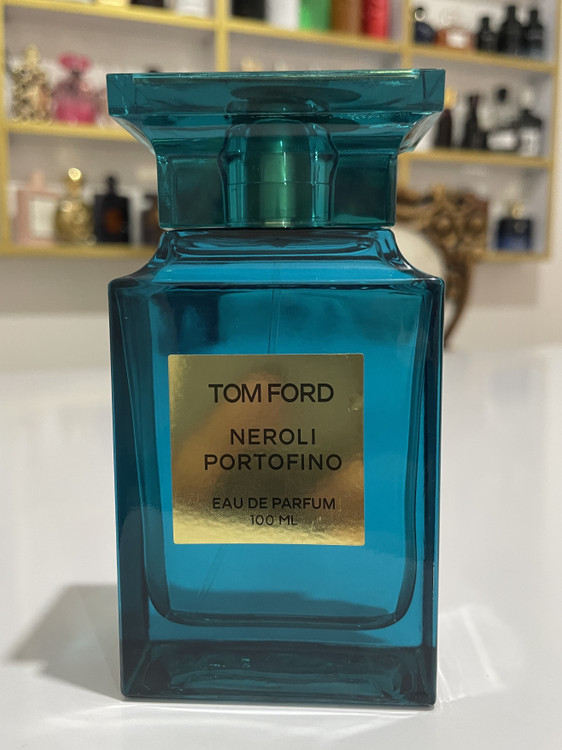 TOM FORD
NEROLI
PORTOFINO
EAU DE PARFUM
100 ML